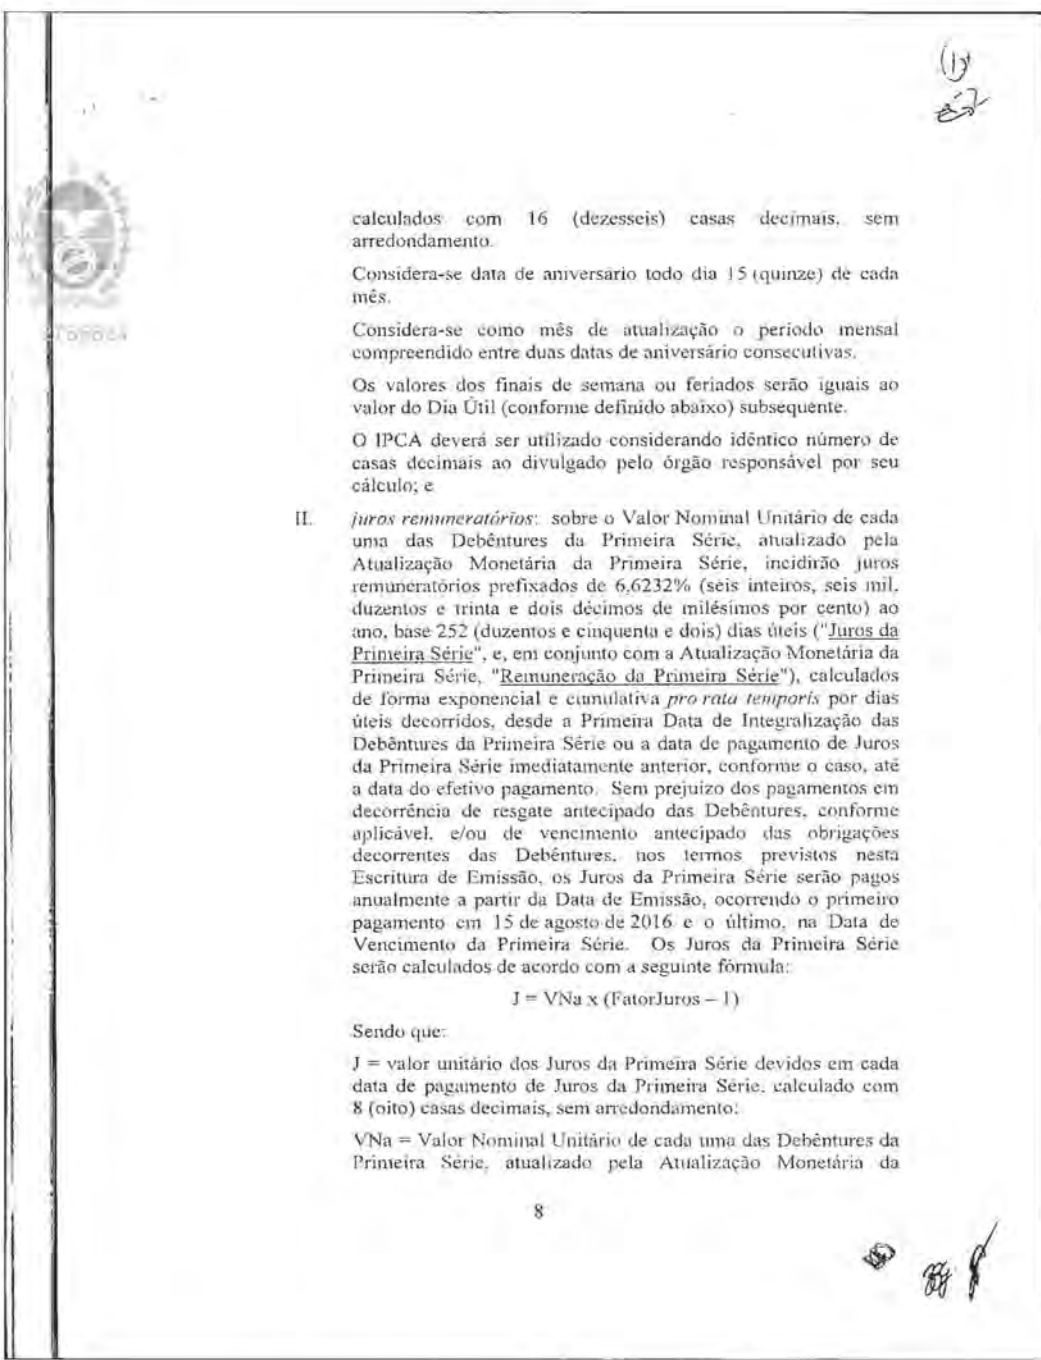 calculados com 16 (dezesseis) casas decimais, sem
arredondamento.
Considera-se data de aniversário todo dia 15 (quinze) de cada
mês.
Considera-se como mês de atualização o período mensal
compreendido entre duas datas de aniversário consecutivas.
Os valores dos finais de semana ou feriados serão iguais ao
valor do Dia Útil (conforme definido abaixo) subsequente.
O IPCA deverá ser utilizado considerando idêntico número de
casas decimais ao divulgado pelo órgão responsável por seu
cálculo; e
II. juros remuneratórios: sobre o Valor Nominal Unitário de cada
uma das Debêntures da Primeira Série, atualizado pela
Atualização Monetária da Primeira Série, incidirão juros
remuneratórios prefixados de 6,6232% (seis inteiros, seis mil,
duzentos e trinta e dois décimos de milésimos por cento) ao
ano, base 252 (duzentos e cinquenta e dois) dias úteis ("Juros da
Primeira Série", e, em conjunto com a Atualização Monetária da
Primeira Série, "Remuneração da Primeira Série"), calculados
de forma exponencial e cumulativa pro rata temporis por dias
úteis decorridos, desde a Primeira Data de Integralização das
Debêntures da Primeira Série ou a data de pagamento de Juros
da Primeira Série imediatamente anterior, conforme o caso, até
a data do efetivo pagamento. Sem prejuízo dos pagamentos em
decorrência de resgate antecipado das Debêntures, conforme
aplicável, e/ou de vencimento antecipado das obrigações
decorrentes das Debêntures, nos termos previstos nesta
Escritura de Emissão, os Juros da Primeira Série serão pagos
anualmente a partir da Data de Emissão, ocorrendo o primeiro
pagamento em 15 de agosto de 2016 e o último, na Data de
Vencimento da Primeira Série. Os Juros da Primeira Série
serão calculados de acordo com a seguinte fórmula:
J = VNa x (FatorJuros – 1)
Sendo que:
J = valor unitário dos Juros da Primeira Série devidos em cada
data de pagamento de Juros da Primeira Série, calculado com
8 (oito) casas decimais, sem arredondamento;
VNa = Valor Nominal Unitário de cada uma das Debêntures da
Primeira Série, atualizado pela Atualização Monetária da
8